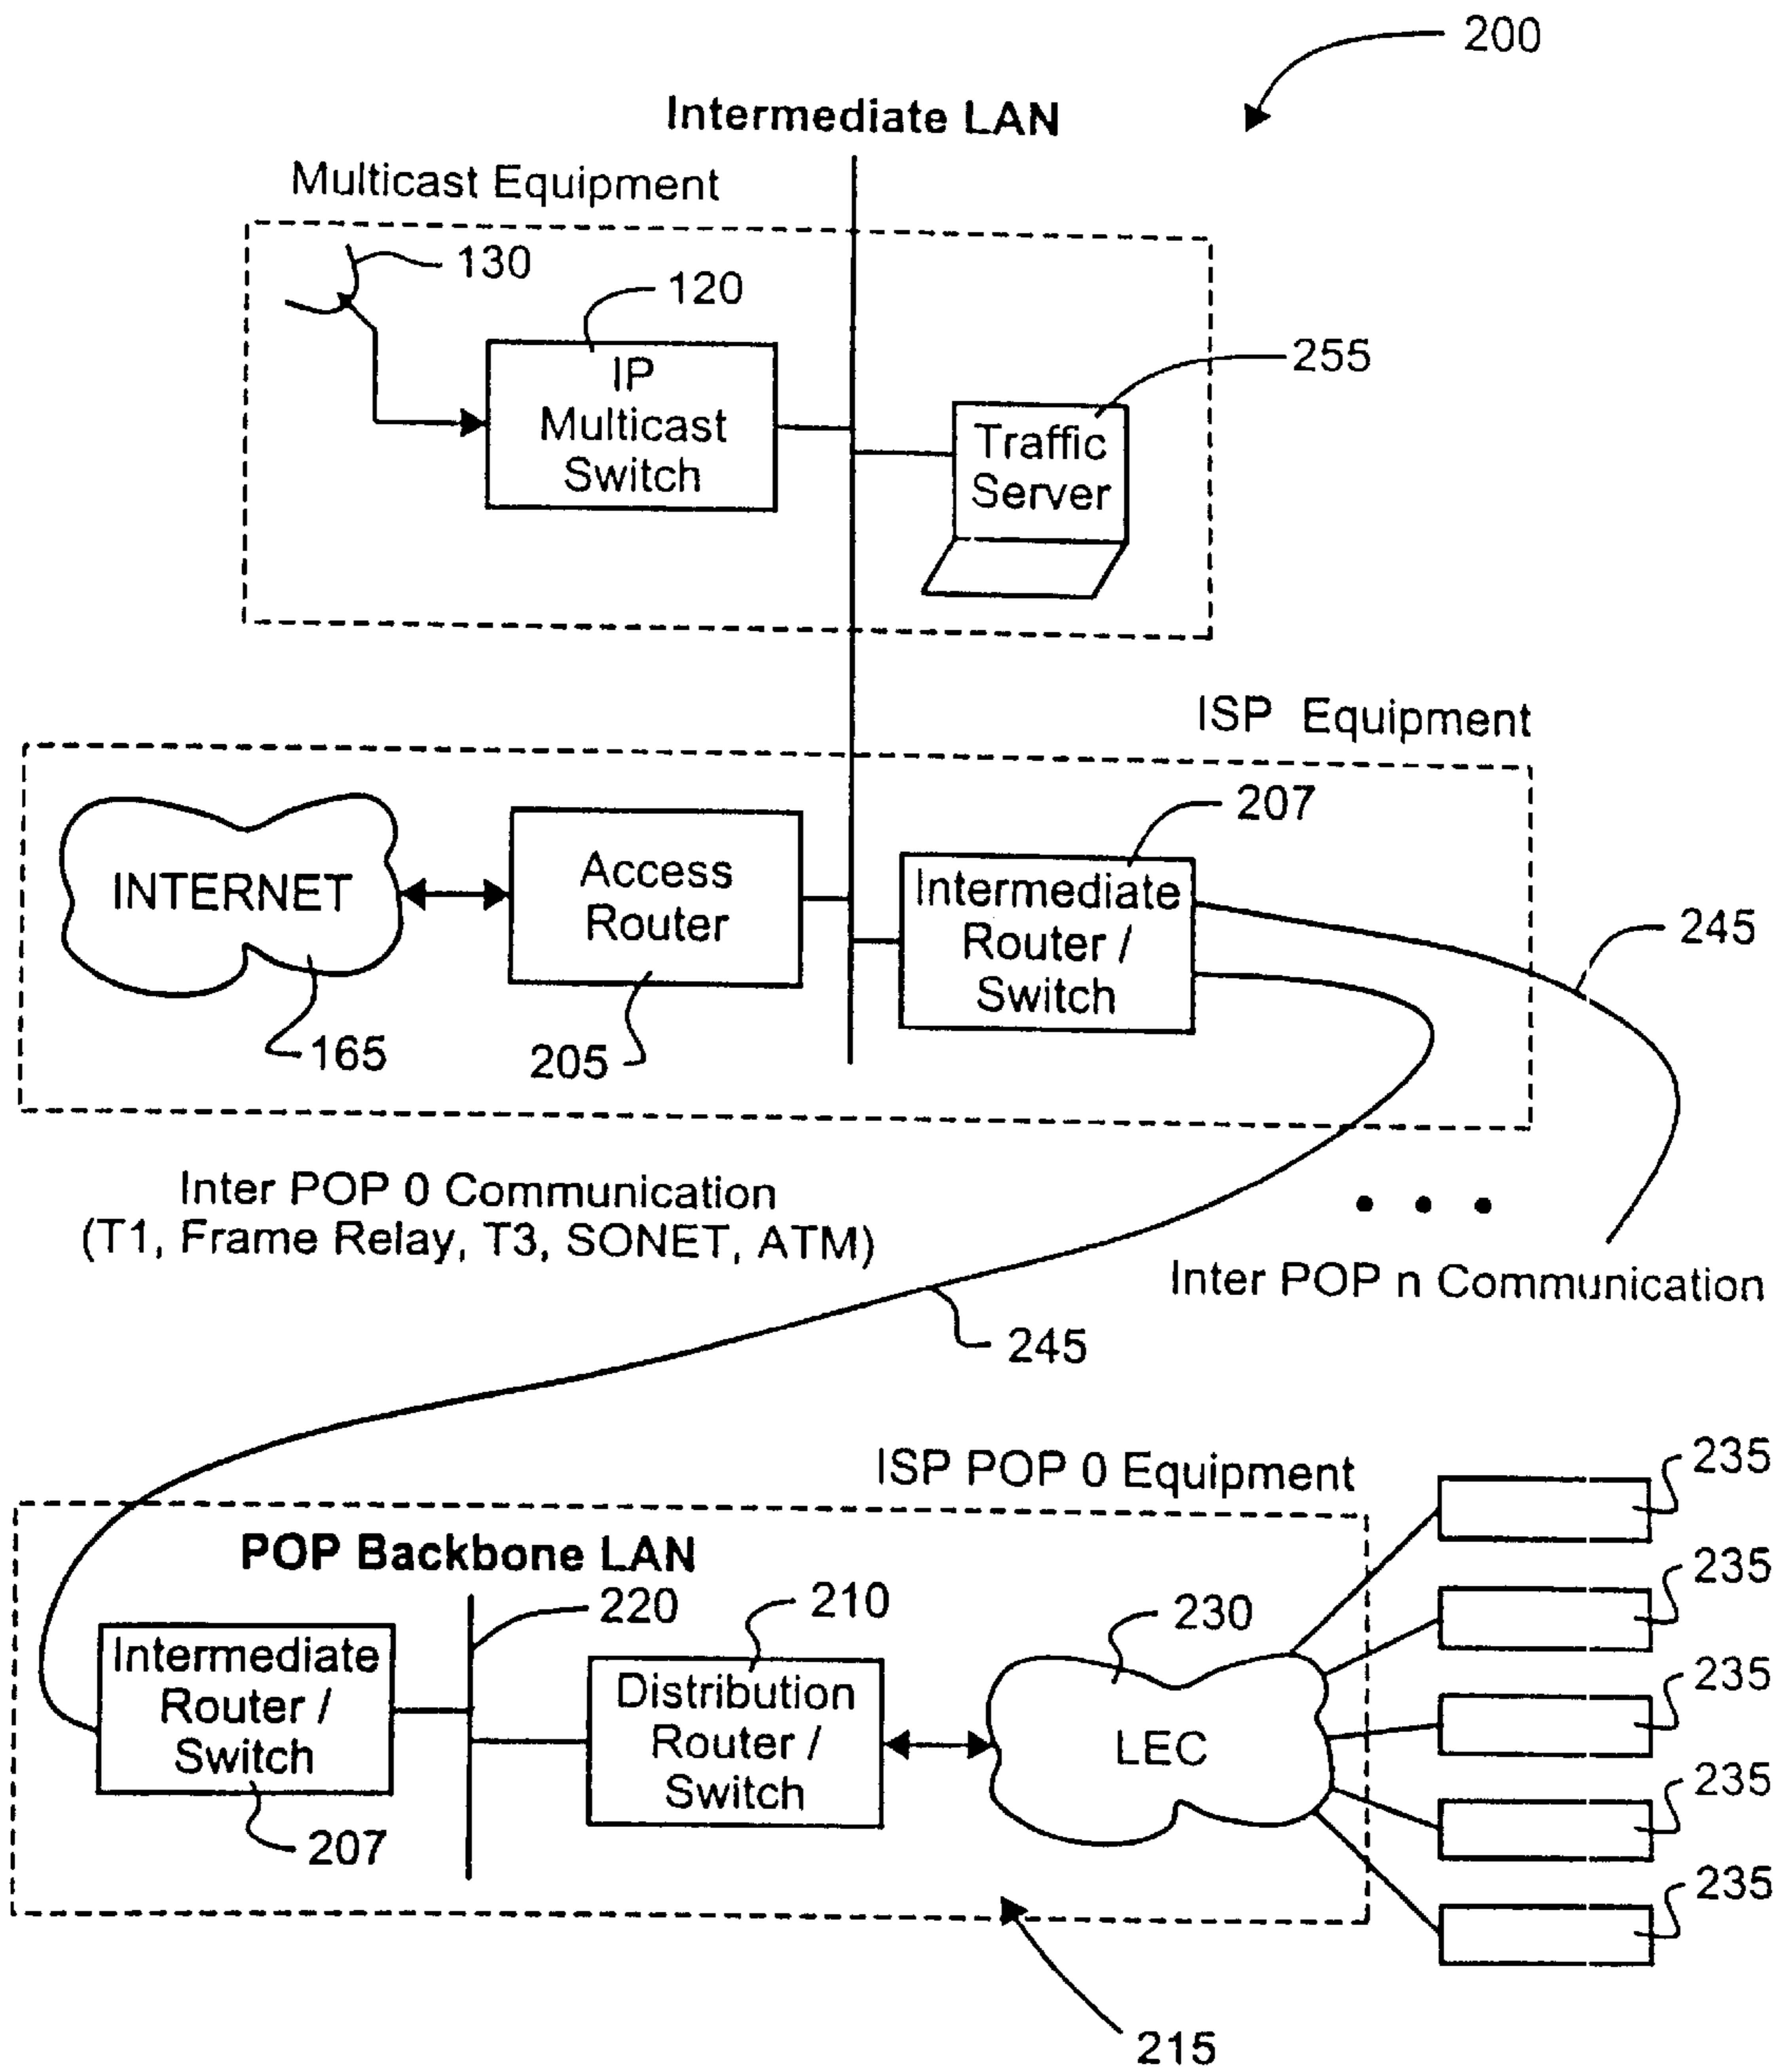 200
Intermediate LAN
Multicast Equipment
130
120
IP
Multicast
Switch
255
Traffic
Server
ISP Equipment
207
INTERNET
Access
Router
Intermediate
Router /
Switch
245
165
205
Inter POP 0 Communication
(T1, Frame Relay, T3, SONET, ATM)
Inter POP n Communication
245
ISP POP 0 Equipment
235
POP Backbone LAN
220
210
230
235
Intermediate
Router /
Switch
Distribution
Router /
Switch
LEC
235
235
207
235
215